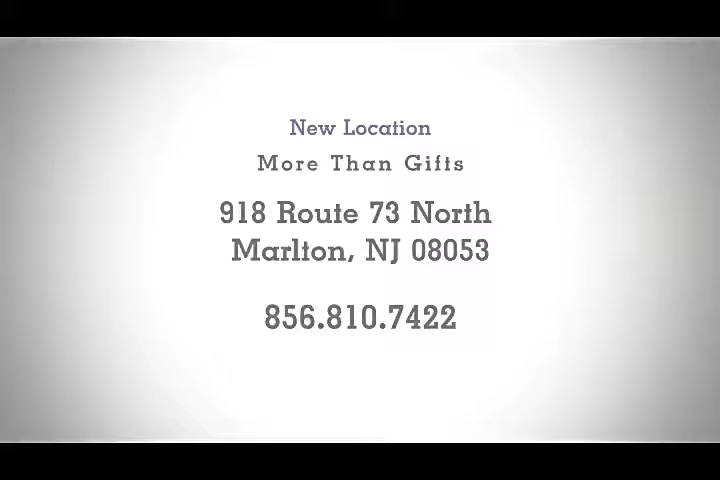 New Location
More Than Gifts
918 Route 73 North
Marlton, NJ 08053
856.810.7422